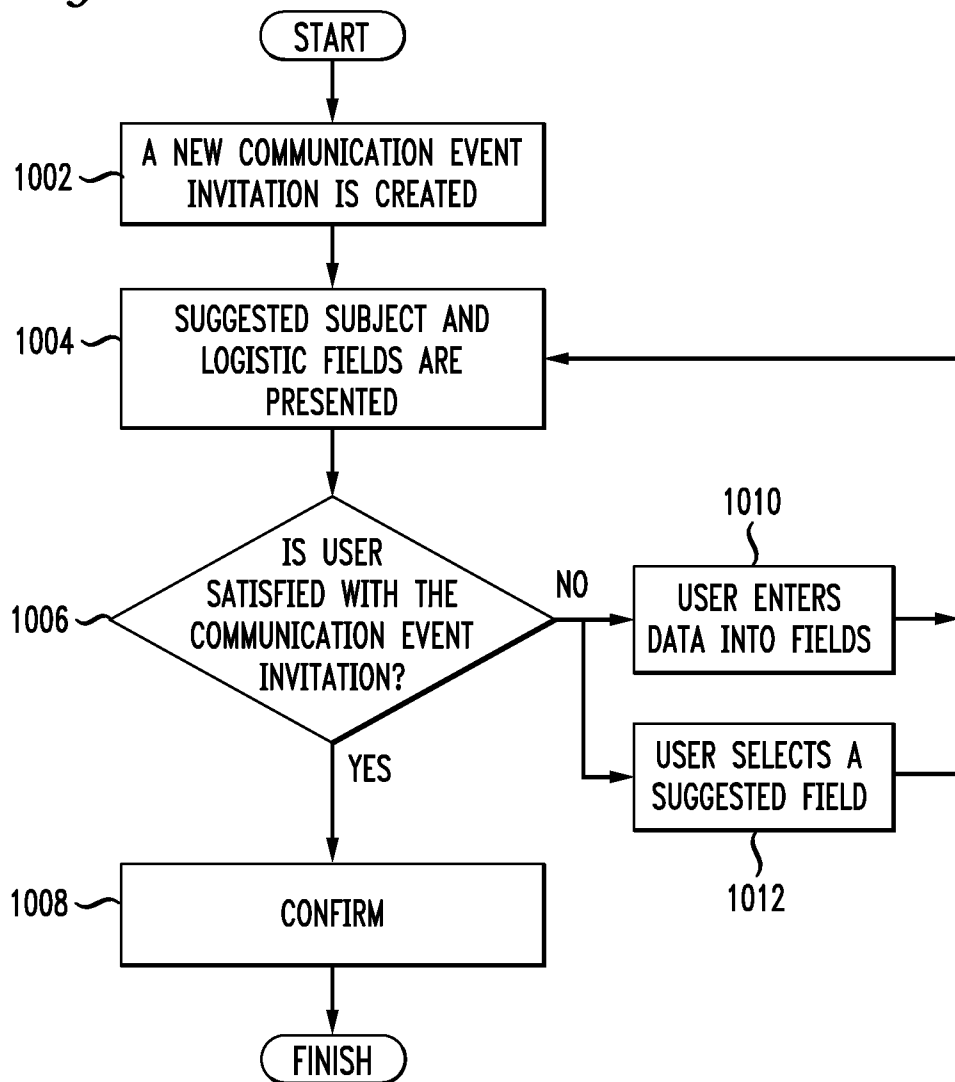 START
1002
A NEW COMMUNICATION EVENT
INVITATION IS CREATED
1004
SUGGESTED SUBJECT AND
LOGISTIC FIELDS ARE
PRESENTED
1006
IS USER
SATISFIED WITH THE
COMMUNICATION EVENT
INVITATION?
NO
1010
USER ENTERS
DATA INTO FIELDS
USER SELECTS A
SUGGESTED FIELD
1012
YES
1008
CONFIRM
FINISH